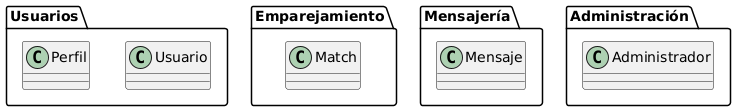 Usuarios
Emparejamiento
Mensajería
Administración
C Perfil
C Usuario
C Match
C Mensaje
C Administrador